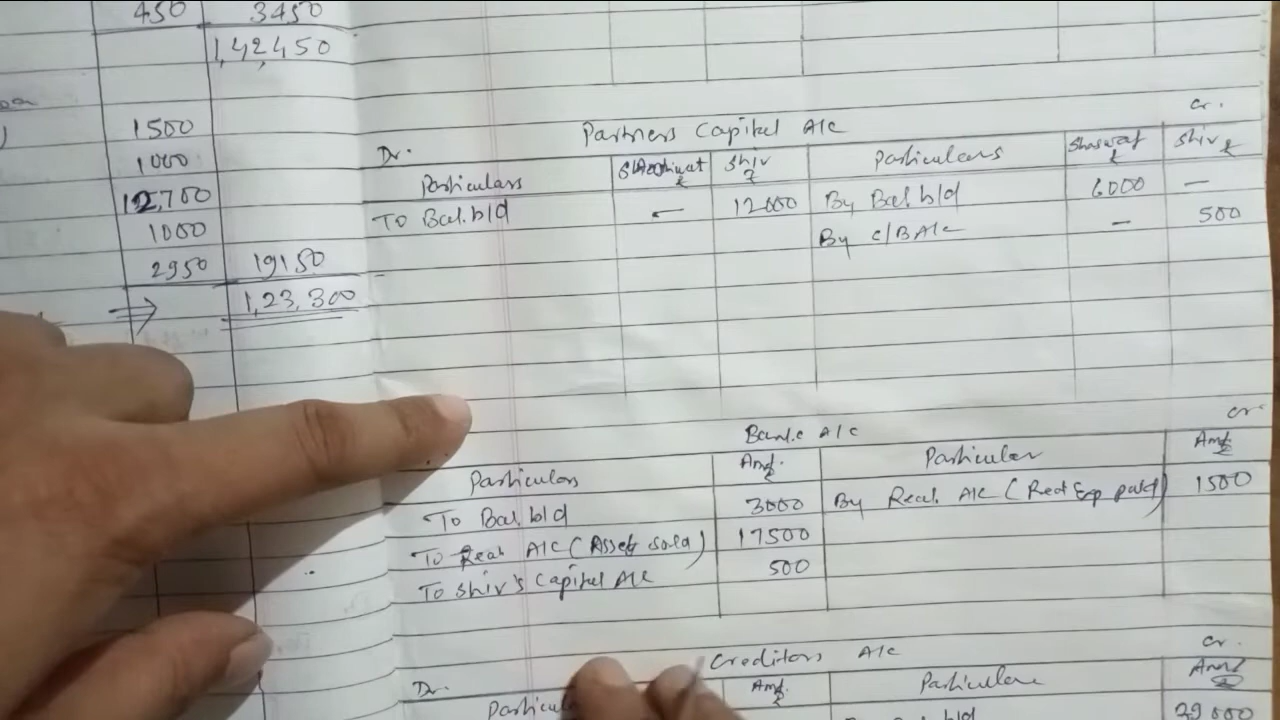 450 3450
1,42,450
1500
1000
12,700
1000
2950 19150
1,23,300
Partners Capital A/c
Dr. Cr.
Particulars Shashwat ₹ Shiv ₹ Particulars Shaswat ₹ Shiv ₹
To Bal. b/d – 12000 By Bal. b/d 6000 –
By C/B A/c – 500
Bank A/c
Cr.
Particulars Amt. ₹ Particular Amt ₹
To Bal. b/d 3000 By Real. A/c (Real Exp paid) 1500
To Real A/c (Assets sold) 17500
To Shiv's Capital A/c 500
Creditors A/c
Dr. Cr.
Amt. Particulare Amt
b/d 29000